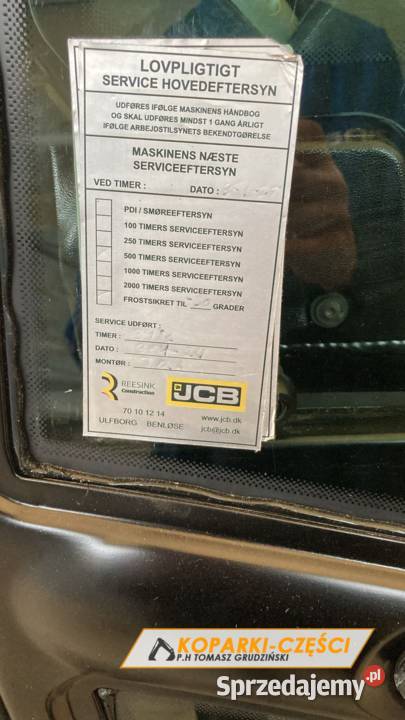 LOVPLIGTIGT
SERVICE HOVEDEFTERSYN
UDFØRES IFØLGE MASKINENS HÅNDBOG
OG SKAL UDFØRES MINDST 1 GANG ÅRLIGT
IFØLGE ARBEJDSTILSYNETS BEKENDTGØRELSE
MASKINENS NÆSTE
SERVICEEFTERSYN
VED TIMER : DATO :
PDI / SMØREEFTERSYN
100 TIMERS SERVICEEFTERSYN
250 TIMERS SERVICEEFTERSYN
500 TIMERS SERVICEEFTERSYN
1000 TIMERS SERVICEEFTERSYN
2000 TIMERS SERVICEEFTERSYN
FROSTSIKRET TIL GRADER
SERVICE UDFØRT :
TIMER :
DATO :
MONTØR :
REESINK
Construction
JCB
70 10 12 14 www.jcb.dk
ULFBORG BENLØSE jcb@jcb.dk
KOPARKI-CZĘŚCI
P.H TOMASZ GRUDZIŃSKI
Sprzedajemy.pl